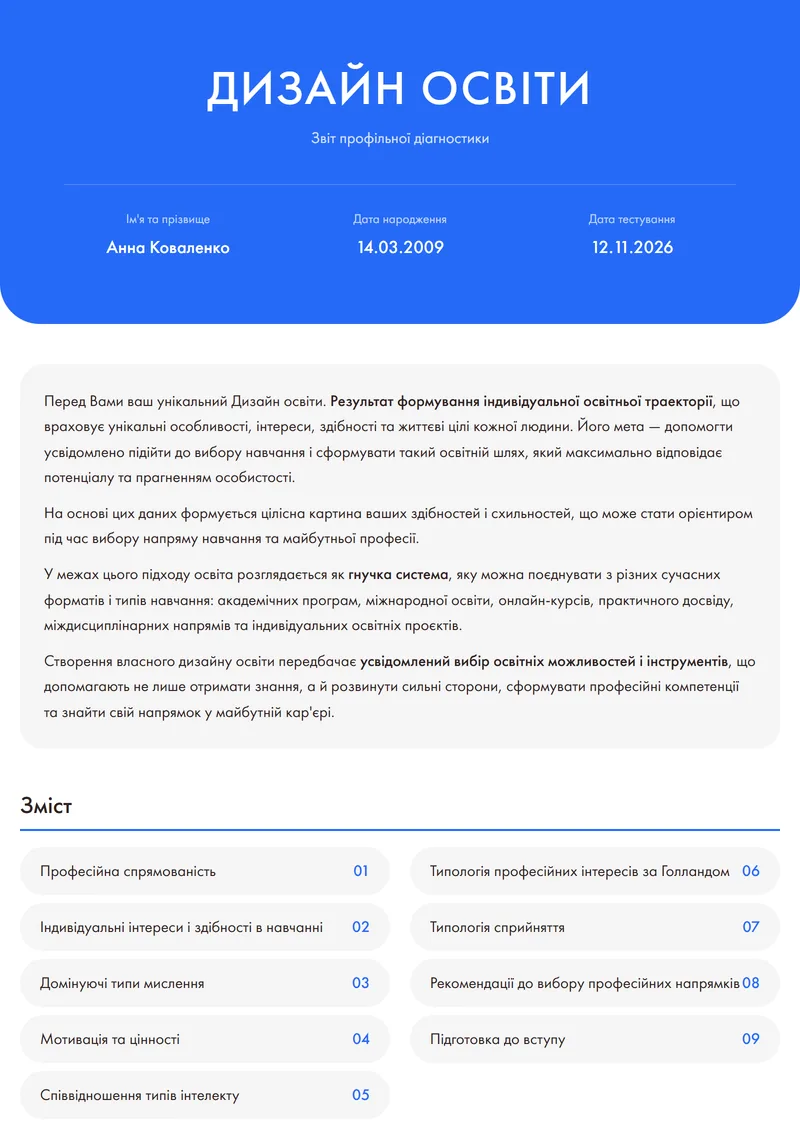 ДИЗАЙН ОСВІТИ
Звіт профільної діагностики
Ім'я та прізвище
Анна Коваленко
Дата народження
14.03.2009
Дата тестування
12.11.2026
Перед Вами ваш унікальний Дизайн освіти. Результат формування індивідуальної освітньої траекторії, що
враховує унікальні особливості, інтереси, здібності та життєві цілі кожної людини. Його мета — допомогти
усвідомлено підійти до вибору навчання і сформувати такий освітній шлях, який максимально відповідає
потенціалу та прагненням особистості.
На основі цих даних формується цілісна картина ваших здібностей і схильностей, що може стати орієнтиром
під час вибору напряму навчання та майбутньої професії.
У межах цього підходу освіта розглядається як гнучка система, яку можна поєднувати з різних сучасних
форматів і типів навчання: академічних програм, міжнародної освіти, онлайн-курсів, практичного досвіду,
міждисциплінарних напрямів та індивідуальних освітніх проєктів.
Створення власного дизайну освіти передбачає усвідомлений вибір освітніх можливостей і інструментів, що
допомагають не лише отримати знання, а й розвинути сильні сторони, сформувати професійні компетенції
та знайти свій напрямок у майбутній кар'єрі.
Зміст
Професійна спрямованість 01
Індивідуальні інтереси і здібності в навчанні 02
Домінуючі типи мислення 03
Мотивація та цінності 04
Співвідношення типів інтелекту 05
Типологія професійних інтересів за Голландом 06
Типологія сприйняття 07
Рекомендації до вибору професійних напрямків 08
Підготовка до вступу 09